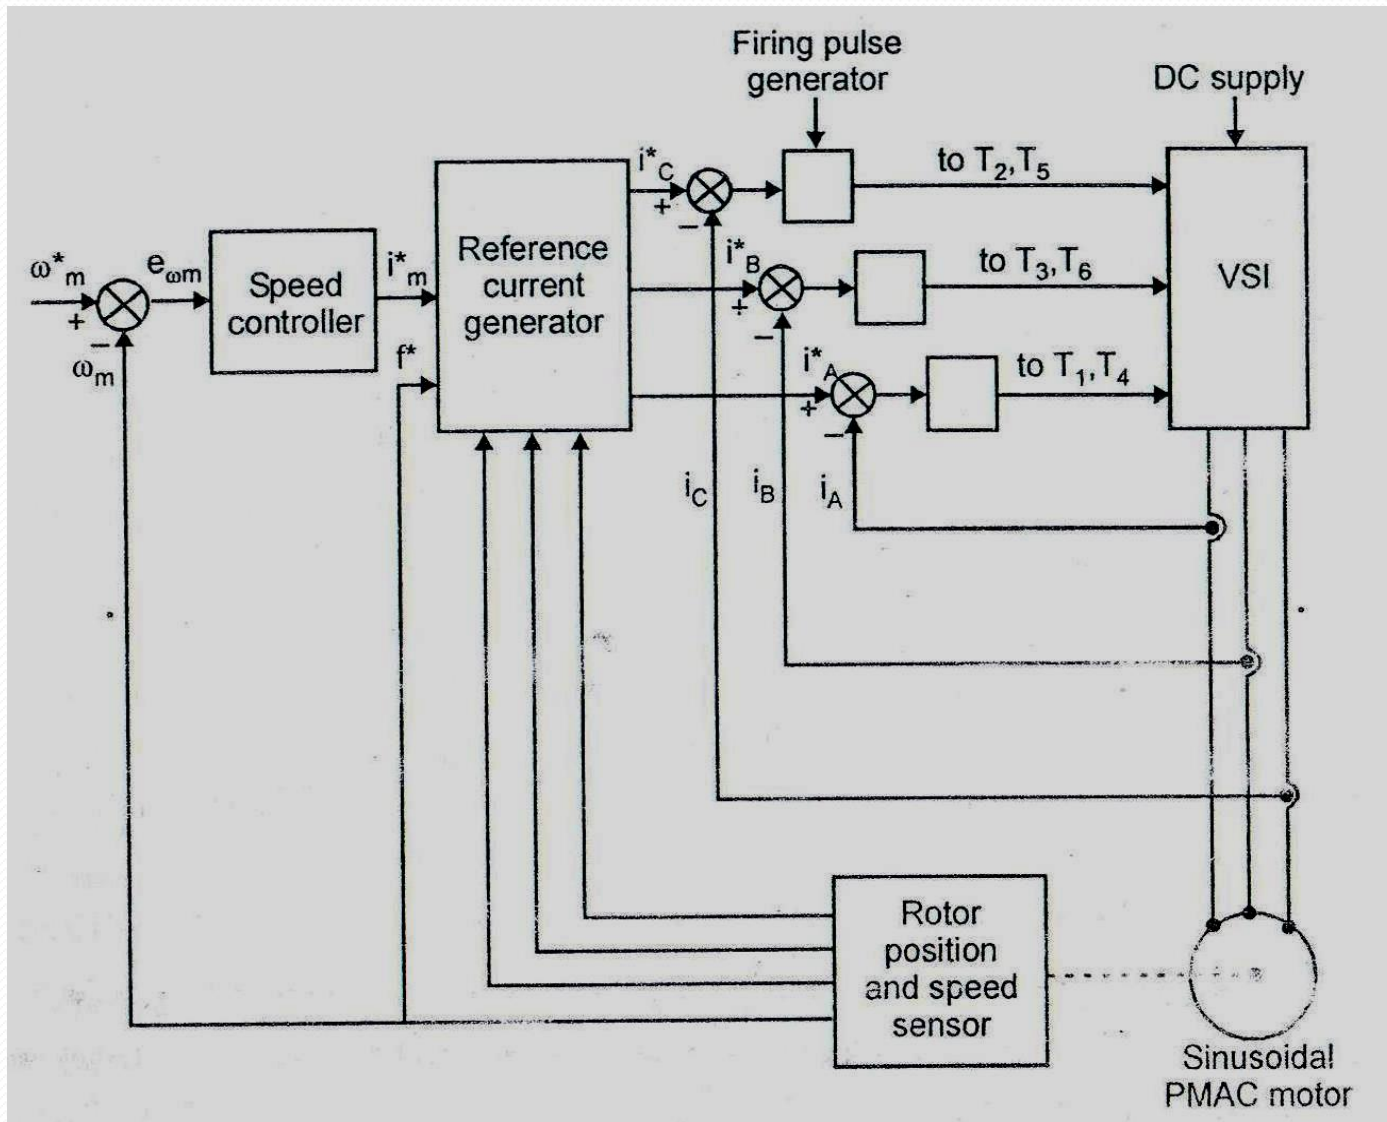 Firing pulse
generator
DC supply
i*C
to T2,T5
ω*m
eωm
Speed
controller
i*m
Reference
current
generator
i*B
to T3,T6
VSI
+
−
+
−
+
−
ωm
f*
i*A
to T1,T4
+
−
iC
iB
iA
Rotor
position
and speed
sensor
Sinusoidal
PMAC motor